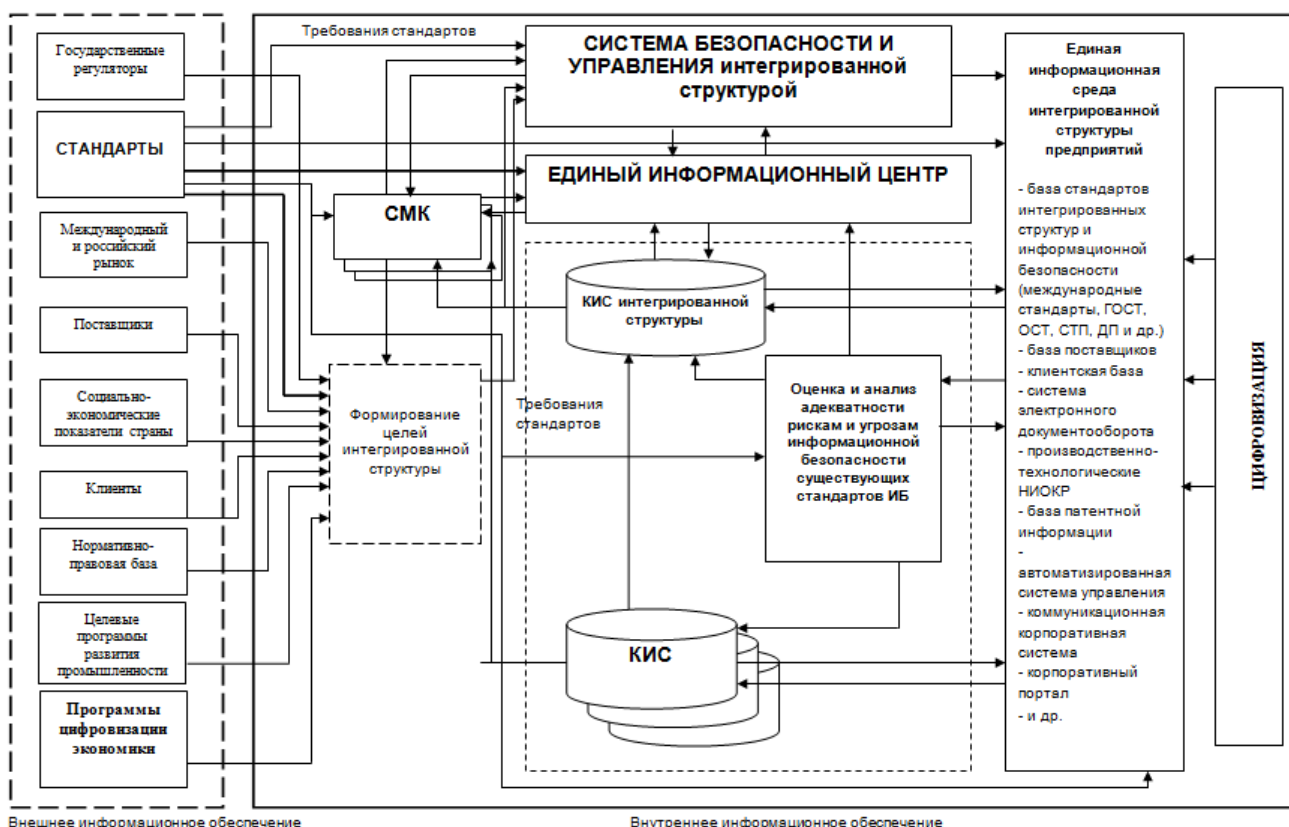 Государственные
регуляторы
СТАНДАРТЫ
Международный
и российский
рынок
Поставщики
Социально-
экономические
показатели страны
Клиенты
Нормативно-
правовая база
Целевые
программы
развития
промышленности
Программы
цифровизации
экономики
Внешнее информационное обеспечение
Требования стандартов
СИСТЕМА БЕЗОПАСНОСТИ И
УПРАВЛЕНИЯ интегрированной
структурой
ЕДИНЫЙ ИНФОРМАЦИОННЫЙ ЦЕНТР
СМК
КИС интегрированной
структуры
Формирование
целей
интегрированной
структуры
Требования
стандартов
Оценка и анализ
адекватности
рискам и угрозам
информационной
безопасности
существующих
стандартов ИБ
КИС
Единая
информационная
среда
интегрированной
структуры
предприятий
- база стандартов
интегрированных
структур и
информационной
безопасности
(международные
стандарты, ГОСТ,
ОСТ, СТП, ДП и др.)
- база поставщиков
- клиентская база
- система
электронного
документооборота
- производственно-
технологические
НИОКР
- база патентной
информации
-
автоматизированная
система управления
- коммуникационная
корпоративная
система
- корпоративный
портал
- и др.
ЦИФРОВИЗАЦИЯ
Внутреннее информационное обеспечение